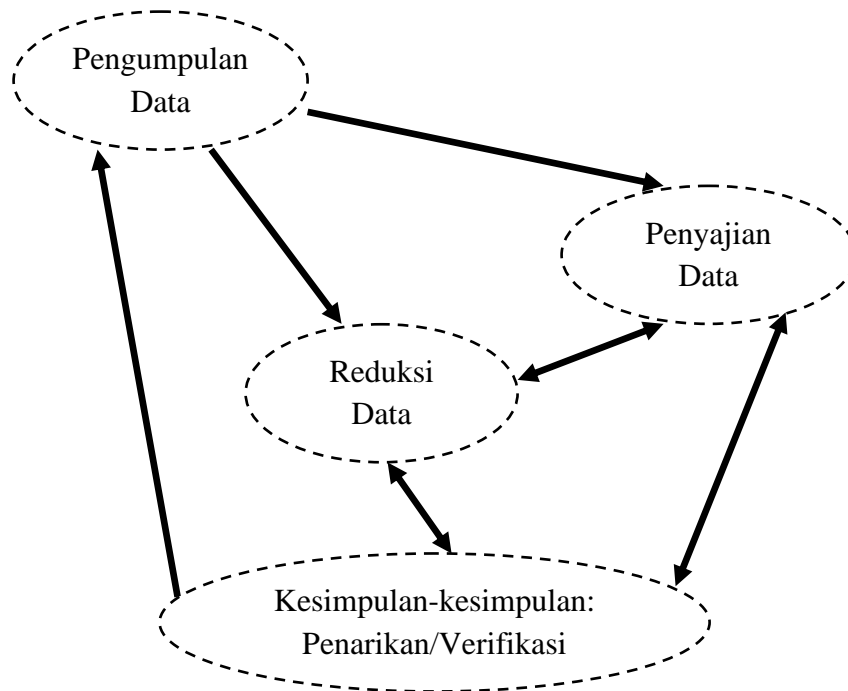 Pengumpulan
Data
Penyajian
Data
Reduksi
Data
Kesimpulan-kesimpulan:
Penarikan/Verifikasi